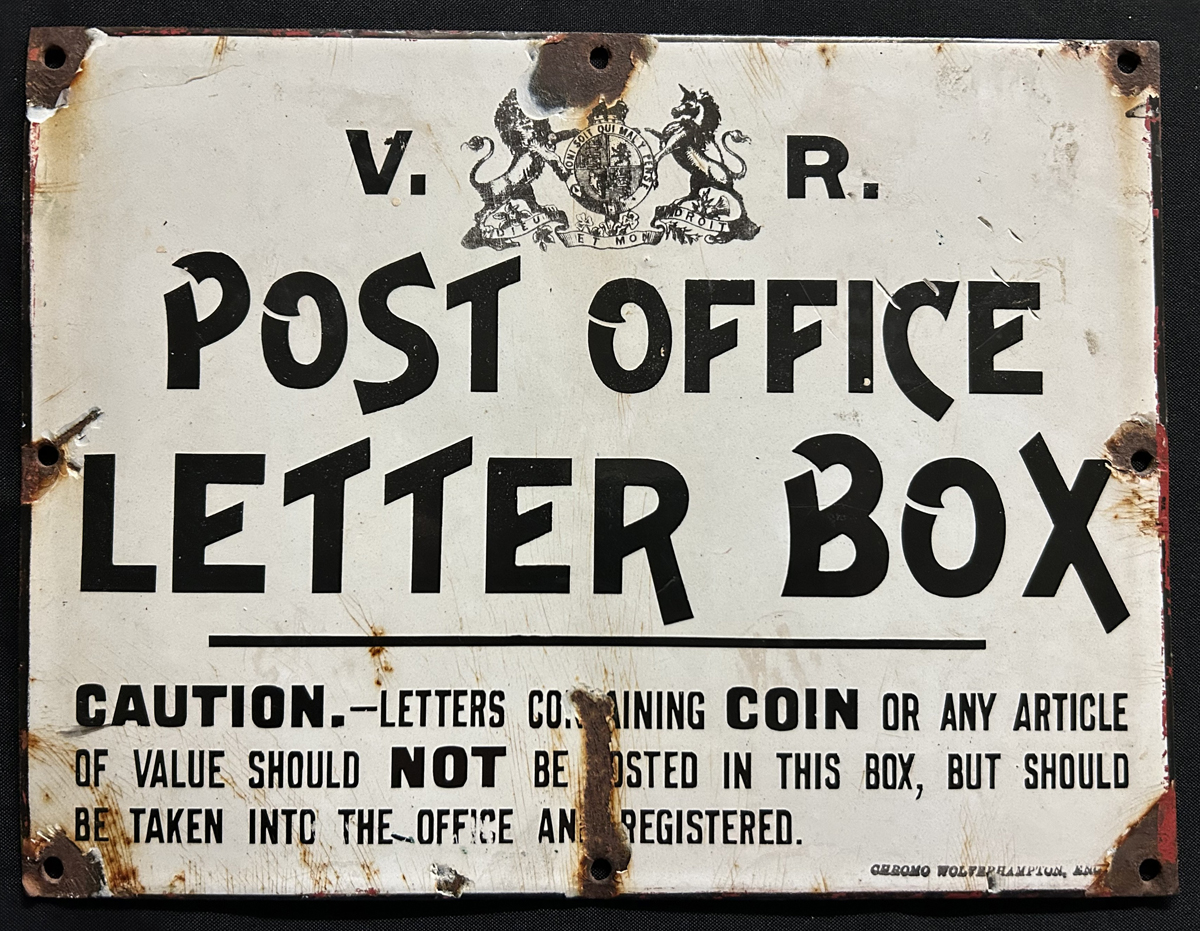 V. R.
HONI SOIT QUI MAL Y PENSE
DIEU ET MON DROIT
POST OFFICE
LETTER BOX
CAUTION.—LETTERS CONTAINING COIN OR ANY ARTICLE
OF VALUE SHOULD NOT BE POSTED IN THIS BOX, BUT SHOULD
BE TAKEN INTO THE OFFICE AND REGISTERED.
CHROMO WOLVERHAMPTON, ENG